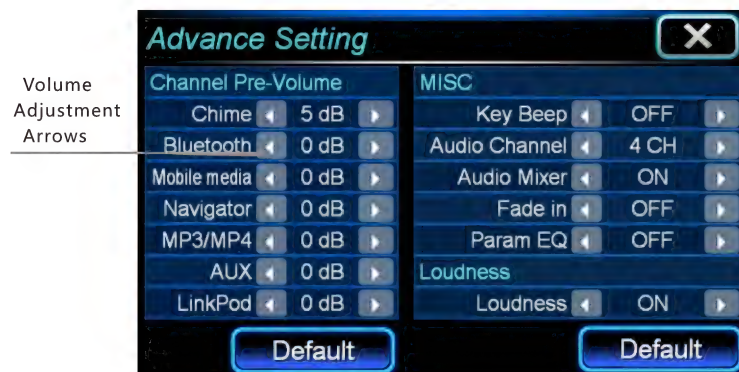 Advance Setting
Volume
Adjustment
Arrows
Channel Pre-Volume
Chime 5 dB
Bluetooth 0 dB
Mobile media 0 dB
Navigator 0 dB
MP3/MP4 0 dB
AUX 0 dB
LinkPod 0 dB
Default
MISC
Key Beep OFF
Audio Channel 4 CH
Audio Mixer ON
Fade in OFF
Param EQ OFF
Loudness
Loudness ON
Default